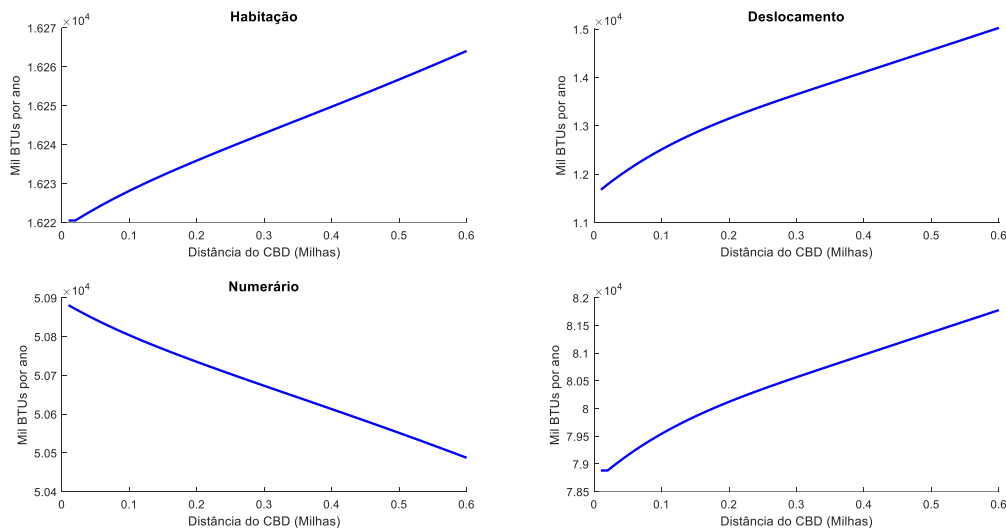 Habitação
×10⁴
1.627
1.626
1.625
1.624
1.623
1.622
Mil BTUs por ano
0 0.1 0.2 0.3 0.4 0.5 0.6
Distância do CBD (Milhas)
Deslocamento
×10⁴
1.5
1.4
1.3
1.2
1.1
Mil BTUs por ano
0 0.1 0.2 0.3 0.4 0.5 0.6
Distância do CBD (Milhas)
Numerário
×10⁴
5.09
5.08
5.07
5.06
5.05
5.04
Mil BTUs por ano
0 0.1 0.2 0.3 0.4 0.5 0.6
Distância do CBD (Milhas)
×10⁴
8.2
8.15
8.1
8.05
8
7.95
7.9
7.85
Mil BTUs por ano
0 0.1 0.2 0.3 0.4 0.5 0.6
Distância do CBD (Milhas)